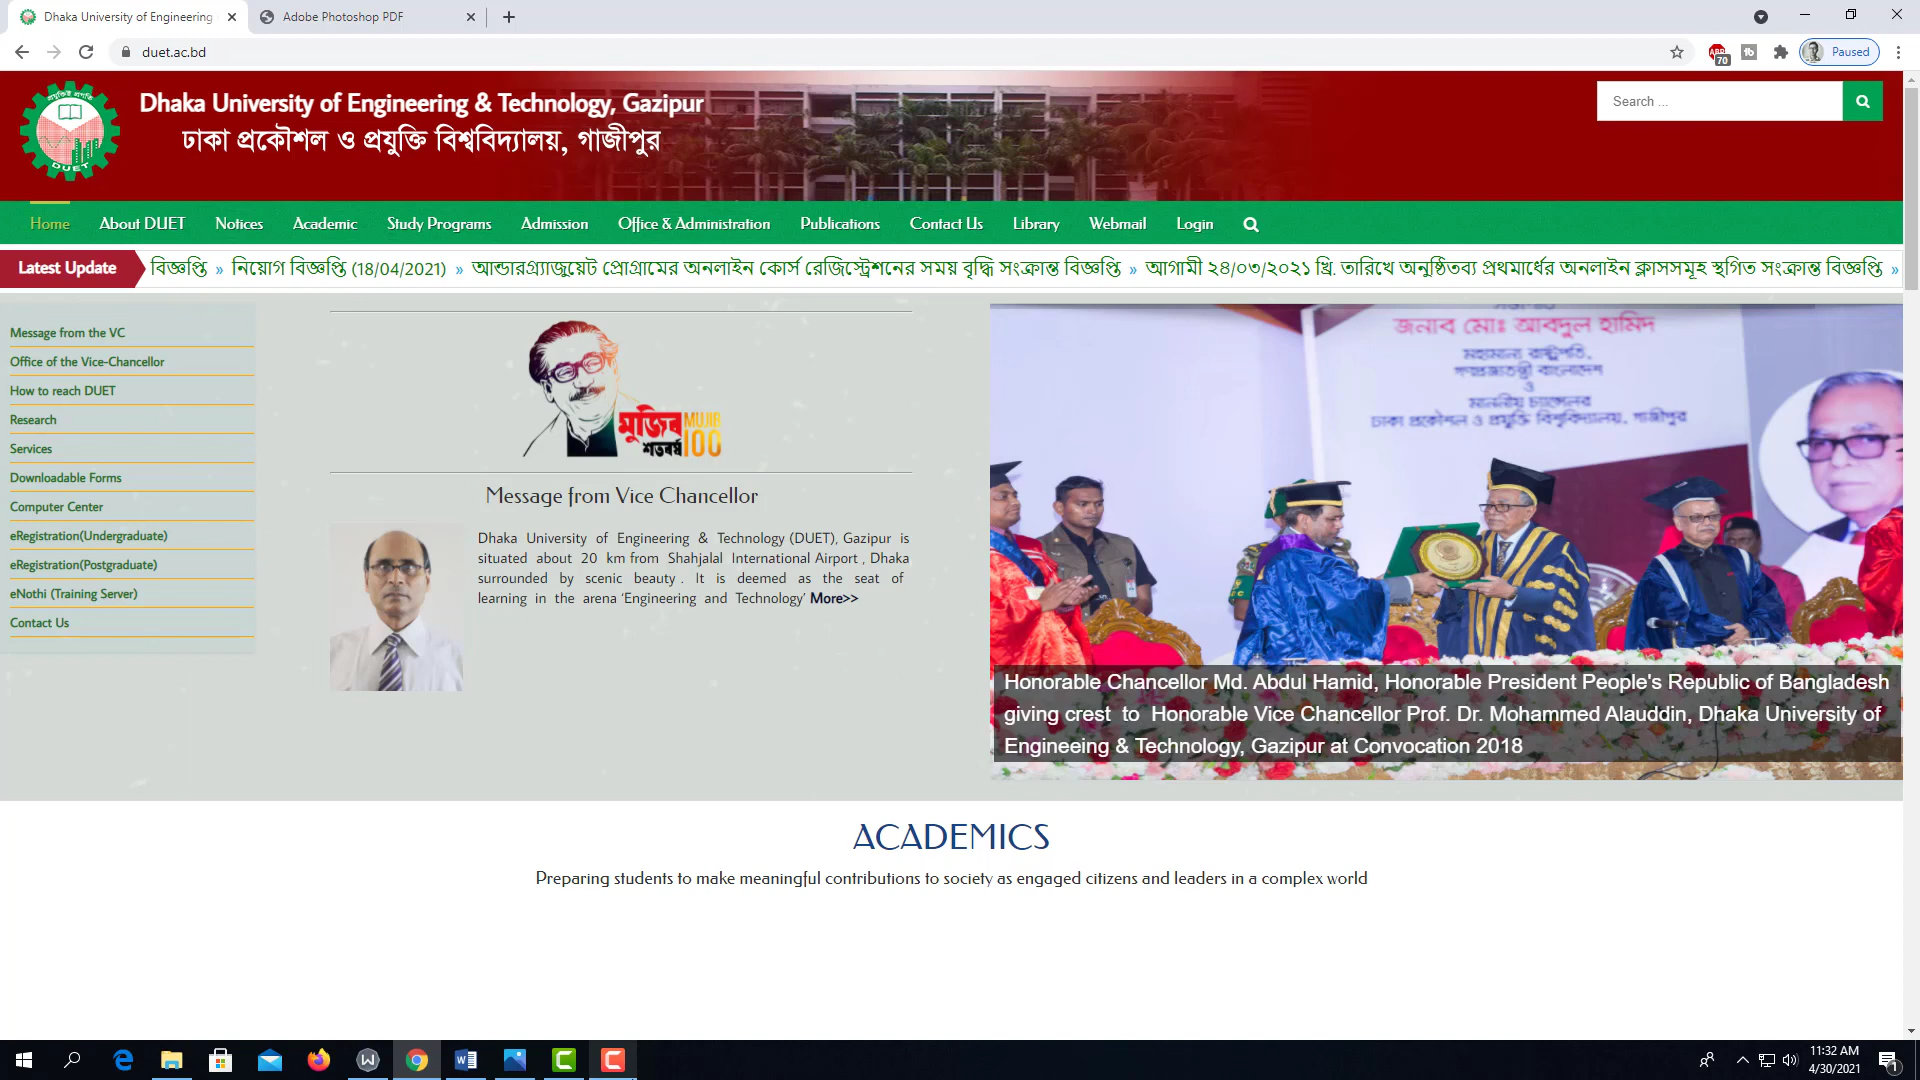 Dhaka University of Engineering
Adobe Photoshop PDF
duet.ac.bd
70
Paused
DUET
Dhaka University of Engineering & Technology, Gazipur
ঢাকা প্রকৌশল ও প্রযুক্তি বিশ্ববিদ্যালয়, গাজীপুর
Search ...
Home About DUET Notices Academic Study Programs Admission Office & Administration Publications Contact Us Library Webmail Login
Latest Update বিজ্ঞপ্তি » নিয়োগ বিজ্ঞপ্তি (18/04/2021) » আন্ডারগ্র্যাজুয়েট প্রোগ্রামের অনলাইন কোর্স রেজিস্ট্রেশনের সময় বৃদ্ধি সংক্রান্ত বিজ্ঞপ্তি » আগামী ২৪/০৩/২০২১ খ্রি. তারিখে অনুষ্ঠিতব্য প্রথমার্ধের অনলাইন ক্লাসসমূহ স্থগিত সংক্রান্ত বিজ্ঞপ্তি »
Message from the VC
Office of the Vice-Chancellor
How to reach DUET
Research
Services
Downloadable Forms
Computer Center
eRegistration(Undergraduate)
eRegistration(Postgraduate)
eNothi (Training Server)
Contact Us
মুজিব MUJIB
শতবর্ষ 100
Message from Vice Chancellor
Dhaka University of Engineering & Technology (DUET), Gazipur is
situated about 20 km from Shahjalal International Airport , Dhaka
surrounded by scenic beauty . It is deemed as the seat of
learning in the arena ‘Engineering and Technology’ More>>
জনাব মোঃ আবদুল হামিদ
মহামান্য রাষ্ট্রপতি,
গণপ্রজাতন্ত্রী বাংলাদেশ
ও
মাননীয় চ্যান্সেলর
ঢাকা প্রকৌশল ও প্রযুক্তি বিশ্ববিদ্যালয়, গাজীপুর
Honorable Chancellor Md. Abdul Hamid, Honorable President People's Republic of Bangladesh
giving crest to Honorable Vice Chancellor Prof. Dr. Mohammed Alauddin, Dhaka University of
Engineeing & Technology, Gazipur at Convocation 2018
ACADEMICS
Preparing students to make meaningful contributions to society as engaged citizens and leaders in a complex world
11:32 AM
4/30/2021
1